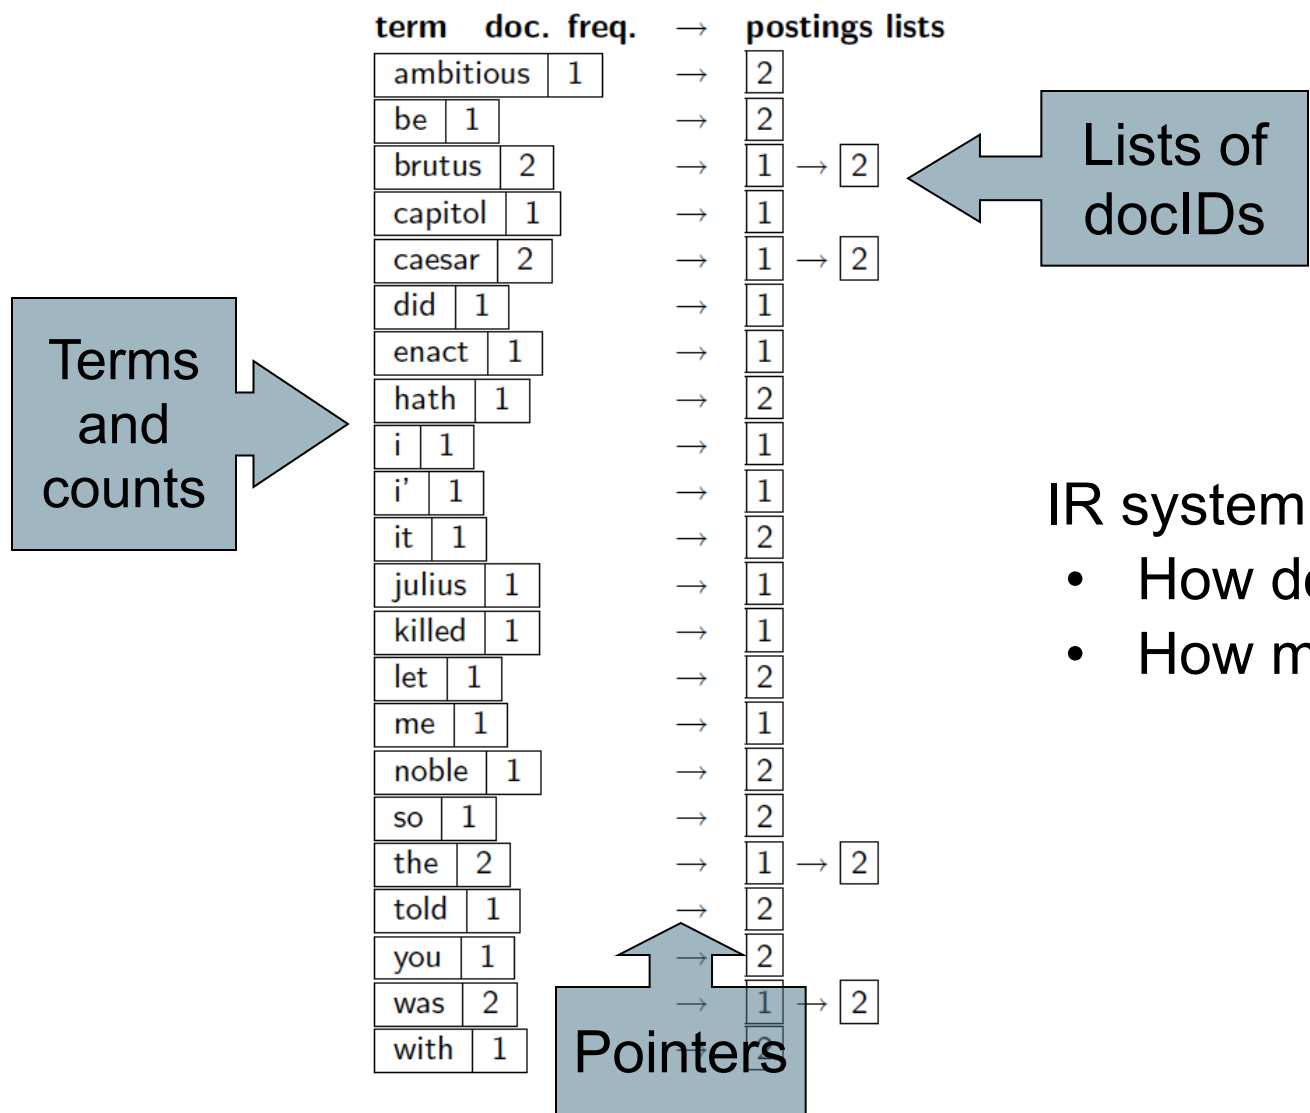 term doc. freq. → postings lists
ambitious 1 → 2
be 1 → 2
brutus 2 → 1 → 2
capitol 1 → 1
caesar 2 → 1 → 2
did 1 → 1
enact 1 → 1
hath 1 → 2
i 1 → 1
i' 1 → 1
it 1 → 2
julius 1 → 1
killed 1 → 1
let 1 → 2
me 1 → 1
noble 1 → 2
so 1 → 2
the 2 → 1 → 2
told 1 → 2
you 1 → 2
was 2 → 1 → 2
with 1 → 2
Terms
and
counts
Pointers
Lists of
docIDs
IR system
• How
• How